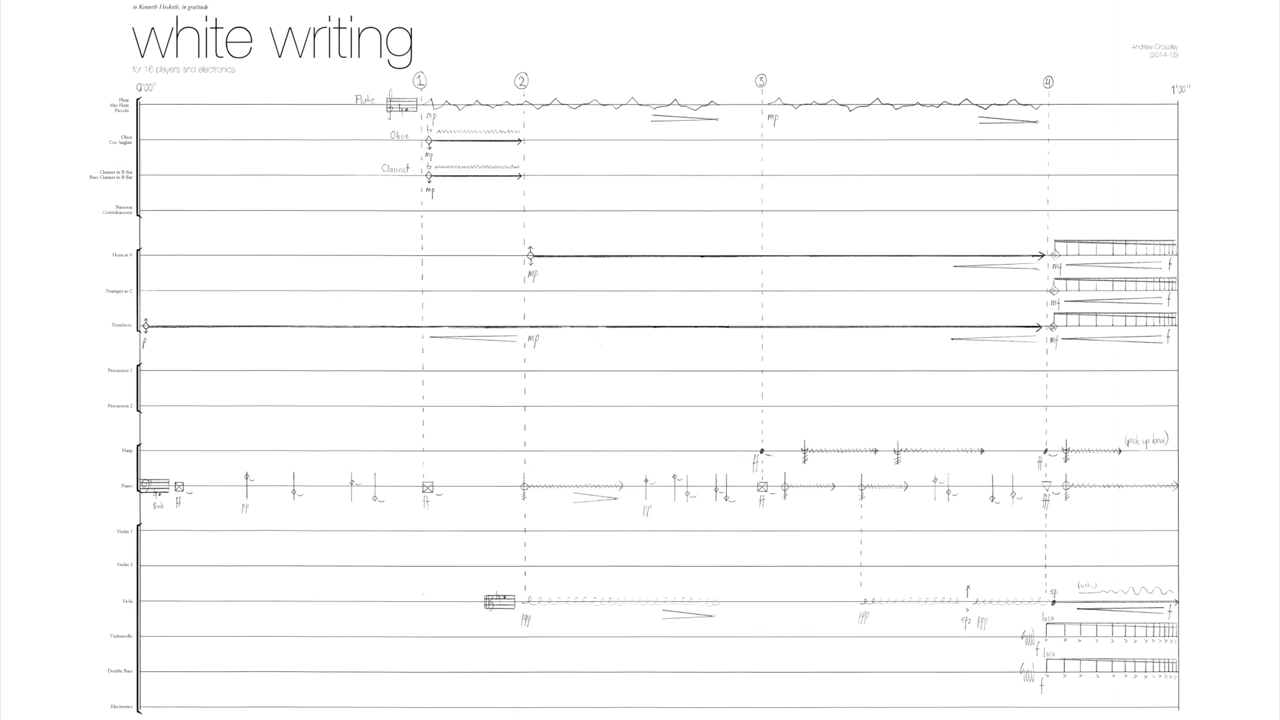 to Kenneth Hesketh, in gratitude
white writing
for 16 players and electronics
Andrew Crossley
(2014-15)
0'00"
1
2
3
4
1'00"
Flute
Alto Flute
Piccolo
Flute
mp
mp
Oboe
Cor Anglais
Oboe
tr
mp
Clarinet in B flat
Bass Clarinet in B flat
Clarinet
tr
mp
Bassoon
Contrabassoon
Horn in F
mp
mf
f
Trumpet in C
mf
f
Trombone
p
mp
mf
f
Percussion 1
Percussion 2
Harp
ff
ff
(pick up bow)
Piano
8vb
ff
pp
ff
pp
ff
ff
Violin 1
Violin 2
Viola
ppp
ppp
sfz
ppp
sp
f
Violoncello
f
loco
Double Bass
f
loco
Electronics